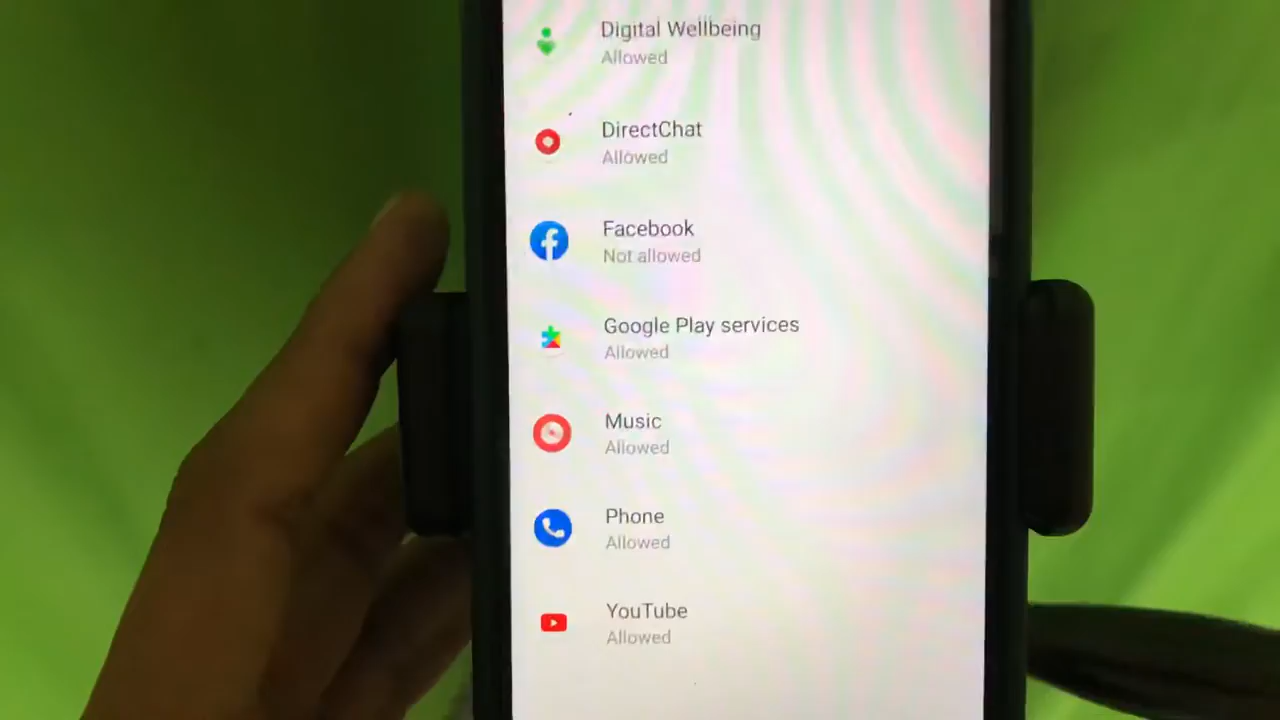 Digital Wellbeing
Allowed
DirectChat
Allowed
Facebook
Not allowed
Google Play services
Allowed
Music
Allowed
Phone
Allowed
YouTube
Allowed